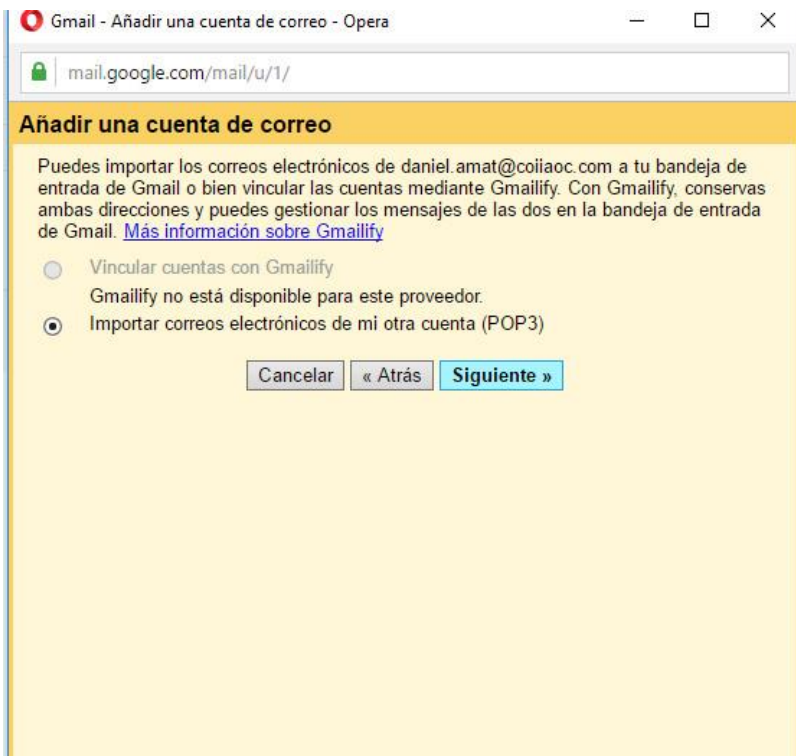 Gmail - Añadir una cuenta de correo - Opera
mail.google.com/mail/u/1/
Añadir una cuenta de correo
Puedes importar los correos electrónicos de daniel.amat@coiiaoc.com a tu bandeja de
entrada de Gmail o bien vincular las cuentas mediante Gmailify. Con Gmailify, conservas
ambas direcciones y puedes gestionar los mensajes de las dos en la bandeja de entrada
de Gmail. Más información sobre Gmailify
Vincular cuentas con Gmailify
Gmailify no está disponible para este proveedor.
Importar correos electrónicos de mi otra cuenta (POP3)
Cancelar « Atrás Siguiente »